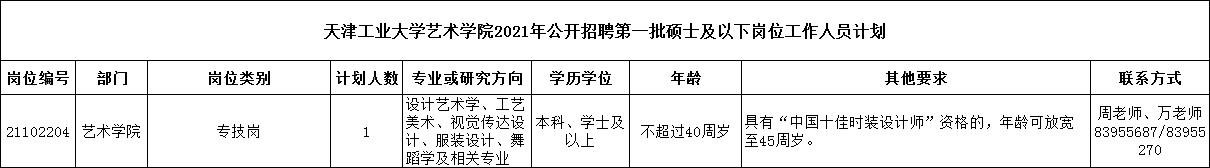 天津工业大学艺术学院2021年公开招聘第一批硕士及以下岗位工作人员计划
岗位编号 部门 岗位类别 计划人数 专业或研究方向 学历学位 年龄 其他要求 联系方式
21102204 艺术学院 专技岗 1
设计艺术学、工艺
美术、视觉传达设
计、服装设计、舞
蹈学及相关专业
本科、学士及
以上
不超过40周岁
具有“中国十佳时装设计师”资格的，年龄可放宽
至45周岁。
周老师、万老师
83955687/83955
270